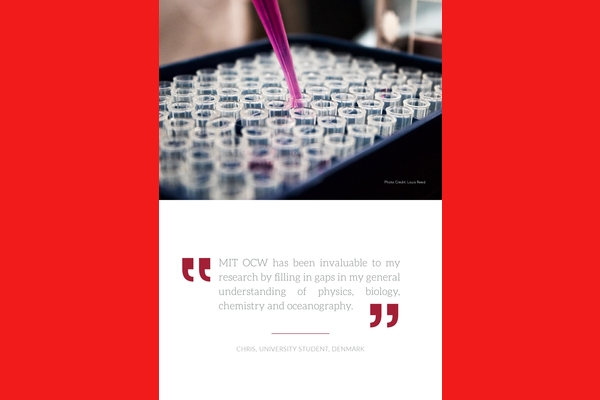 Photo Credit: Louis Reed
MIT OCW has been invaluable to my
research by filling in gaps in my general
understanding of physics, biology,
chemistry and oceanography.
CHRIS, UNIVERSITY STUDENT, DENMARK